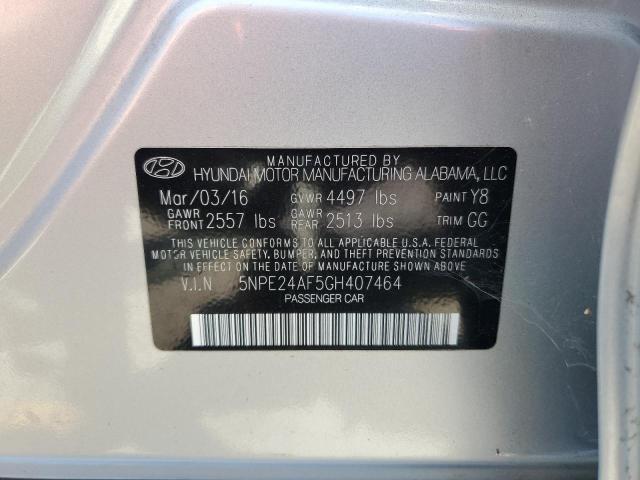 MANUFACTURED BY
HYUNDAI MOTOR MANUFACTURING ALABAMA, LLC
Mar/03/16 GVWR 4497 lbs PAINT Y8
GAWR FRONT 2557 lbs GAWR REAR 2513 lbs TRIM GG
THIS VEHICLE CONFORMS TO ALL APPLICABLE U.S.A. FEDERAL
MOTOR VEHICLE SAFETY, BUMPER, AND THEFT PREVENTION STANDARDS
IN EFFECT ON THE DATE OF MANUFACTURE SHOWN ABOVE.
V.I.N 5NPE24AF5GH407464
PASSENGER CAR